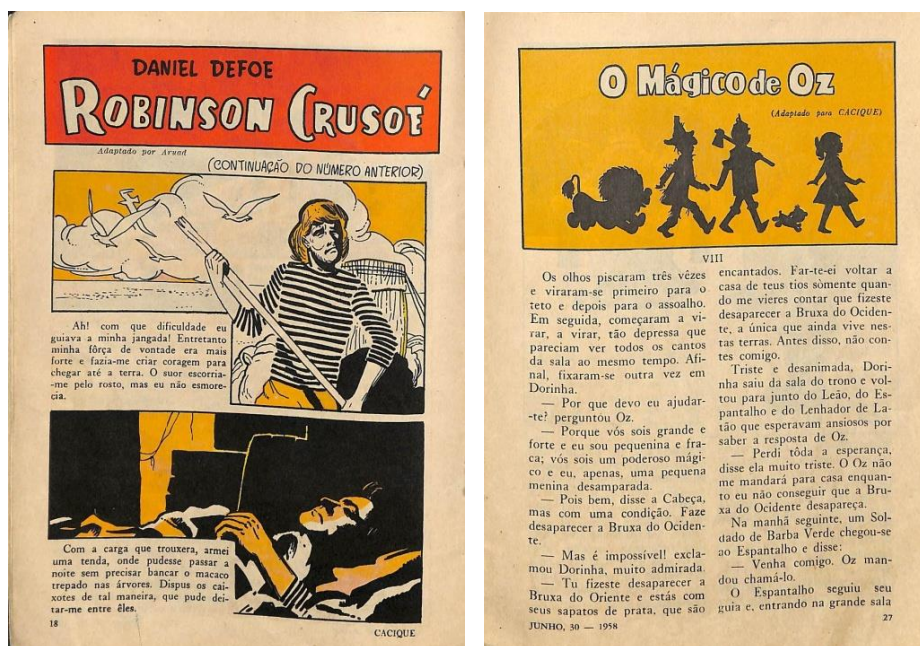 DANIEL DEFOE
ROBINSON CRUSOÉ
Adaptado por Aruad
(CONTINUAÇÃO DO NÚMERO ANTERIOR)
Ah! com que dificuldade eu
guiava a minha jangada! Entretanto
minha fôrça de vontade era mais
forte e fazia-me criar coragem para
chegar até a terra. O suor escorria-
-me pelo rosto, mas eu não esmore-
cia.
Com a carga que trouxera, armei
uma tenda, onde pudesse passar a
noite sem precisar bancar o macaco
trepado nas árvores. Dispus os cai-
xotes de tal maneira, que pude dei-
tar-me entre êles.
18
CACIQUE
O Mágico de Oz
(Adaptado para CACIQUE)
VIII
Os olhos piscaram três vêzes
e viraram-se primeiro para o
teto e depois para o assoalho.
Em seguida, começaram a vi-
rar, a virar, tão depressa que
pareciam ver todos os cantos
da sala ao mesmo tempo. Afi-
nal, fixaram-se outra vez em
Dorinha.
— Por que devo eu ajudar-
-te? perguntou Oz.
— Porque vós sois grande e
forte e eu sou pequenina e fra-
ca; vós sois um poderoso mági-
co e eu, apenas, uma pequena
menina desamparada.
— Pois bem, disse a Cabeça,
mas com uma condição. Faze
desaparecer a Bruxa do Ociden-
te.
— Mas é impossível! excla-
mou Dorinha, muito admirada.
— Tu fizeste desaparecer a
Bruxa do Oriente e estás com
seus sapatos de prata, que são
encantados. Far-te-ei voltar a
casa de teus tios sòmente quan-
do me vieres contar que fizeste
desaparecer a Bruxa do Ociden-
te, a única que ainda vive nes-
tas terras. Antes disso, não con-
tes comigo.
Triste e desanimada, Dori-
nha saiu da sala do trono e vol-
tou para junto do Leão, do Es-
pantalho e do Lenhador de La-
tão que esperavam ansiosos por
saber a resposta de Oz.
— Perdi tôda a esperança,
disse ela muito triste. O Oz não
me mandará para casa enquan-
to eu não conseguir que a Bru-
xa do Ocidente desapareça.
Na manhã seguinte, um Sol-
dado de Barba Verde chegou-se
ao Espantalho e disse:
— Venha comigo. Oz man-
dou chamá-lo.
O Espantalho seguiu seu
guia e, entrando na grande sala
JUNHO, 30 — 1958
27